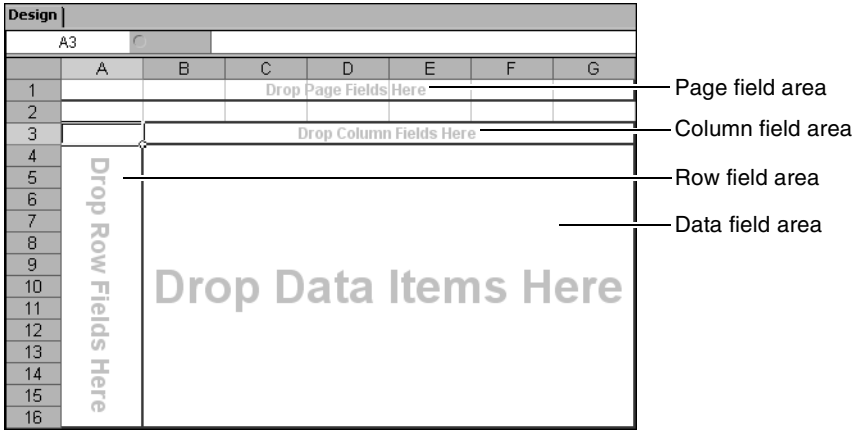 Design
A3
A B C D E F G
1 Drop Page Fields Here
Page field area
2
3 Drop Column Fields Here
Column field area
4
5
6
7
8
9
10
11
12
13
14
15
16
Drop Row Fields Here
Row field area
Drop Data Items Here
Data field area